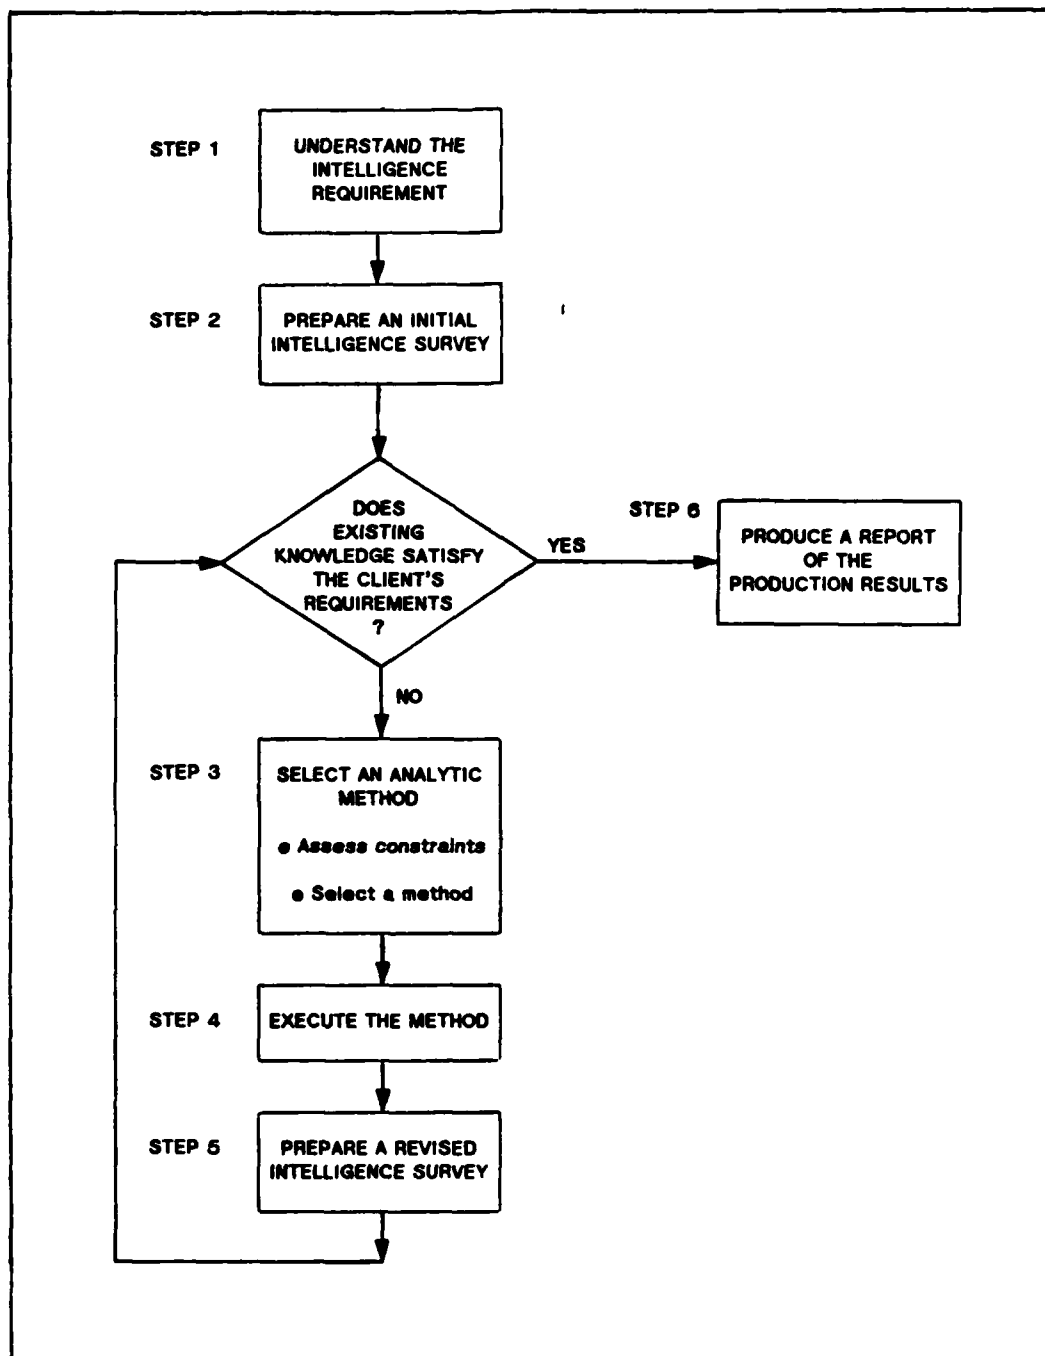 STEP 1
UNDERSTAND THE
INTELLIGENCE
REQUIREMENT
STEP 2
PREPARE AN INITIAL
INTELLIGENCE SURVEY
DOES
EXISTING
KNOWLEDGE SATISFY
THE CLIENT'S
REQUIREMENTS
?
YES
STEP 6
PRODUCE A REPORT
OF THE
PRODUCTION RESULTS
NO
STEP 3
SELECT AN ANALYTIC
METHOD
• Assess constraints
• Select a method
STEP 4
EXECUTE THE METHOD
STEP 5
PREPARE A REVISED
INTELLIGENCE SURVEY